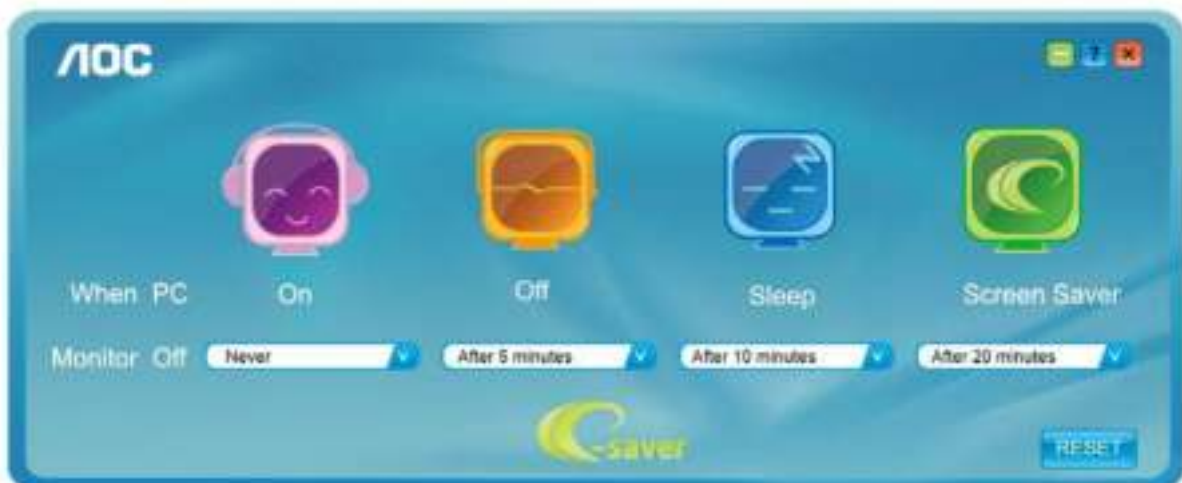 AOC
?
When PC On Off Sleep Screen Saver
Monitor Off Never After 5 minutes After 10 minutes After 20 minutes
e-saver
RESET